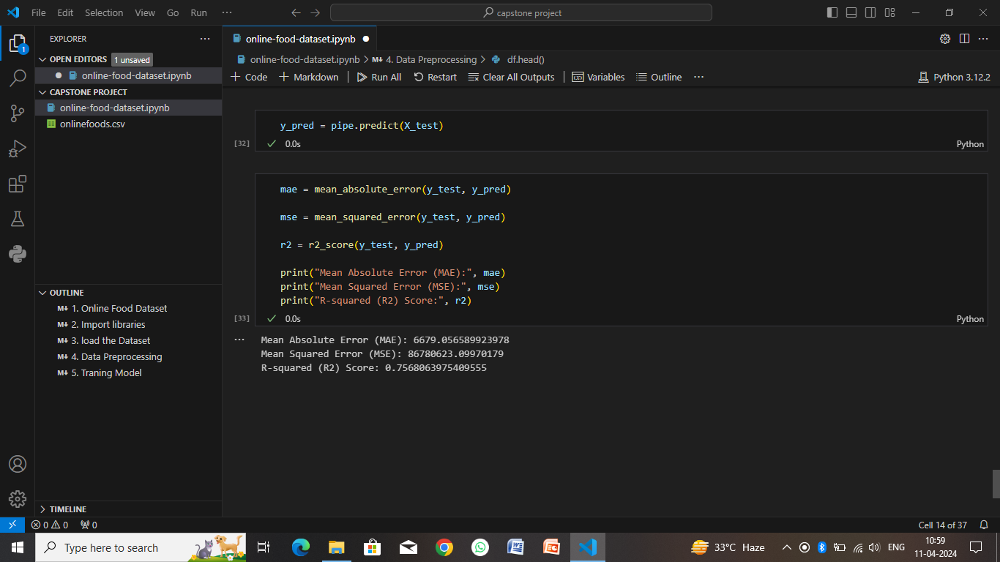 File Edit Selection View Go Run ··· capstone project
EXPLORER ···
OPEN EDITORS 1 unsaved
online-food-dataset.ipynb
CAPSTONE PROJECT
online-food-dataset.ipynb
onlinefoods.csv
OUTLINE
M↓ 1. Online Food Dataset
M↓ 2. Import libraries
M↓ 3. load the Dataset
M↓ 4. Data Preprocessing
M↓ 5. Traning Model
TIMELINE
online-food-dataset.ipynb
online-food-dataset.ipynb > M↓ 4. Data Preprocessing > df.head()
+ Code + Markdown Run All Restart Clear All Outputs Variables Outline ··· Python 3.12.2
y_pred = pipe.predict(X_test)
[32] ✓ 0.0s Python
mae = mean_absolute_error(y_test, y_pred)
mse = mean_squared_error(y_test, y_pred)
r2 = r2_score(y_test, y_pred)
print("Mean Absolute Error (MAE):", mae)
print("Mean Squared Error (MSE):", mse)
print("R-squared (R2) Score:", r2)
[33] ✓ 0.0s Python
··· Mean Absolute Error (MAE): 6679.056589923978
Mean Squared Error (MSE): 86780623.09970179
R-squared (R2) Score: 0.7568063975409555
0 0 0 Cell 14 of 37
Type here to search 33°C Haze ENG 10:59
11-04-2024
1